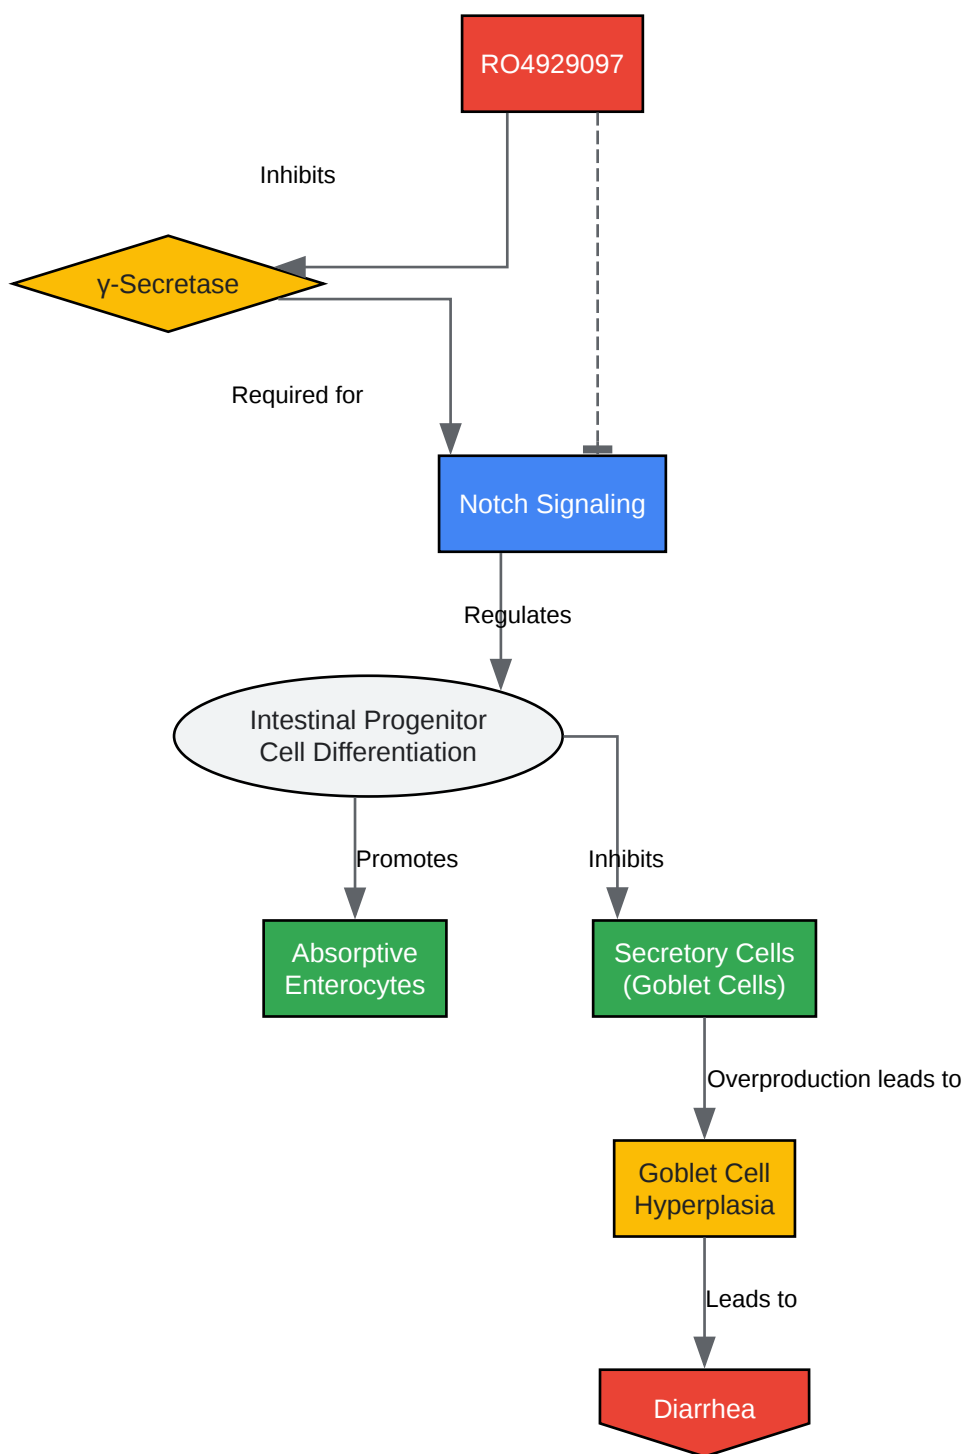 RO4929097
Inhibits
γ-Secretase
Required for
Notch Signaling
Regulates
Intestinal Progenitor
Cell Differentiation
Promotes
Inhibits
Absorptive
Enterocytes
Secretory Cells
(Goblet Cells)
Overproduction leads to
Goblet Cell
Hyperplasia
Leads to
Diarrhea